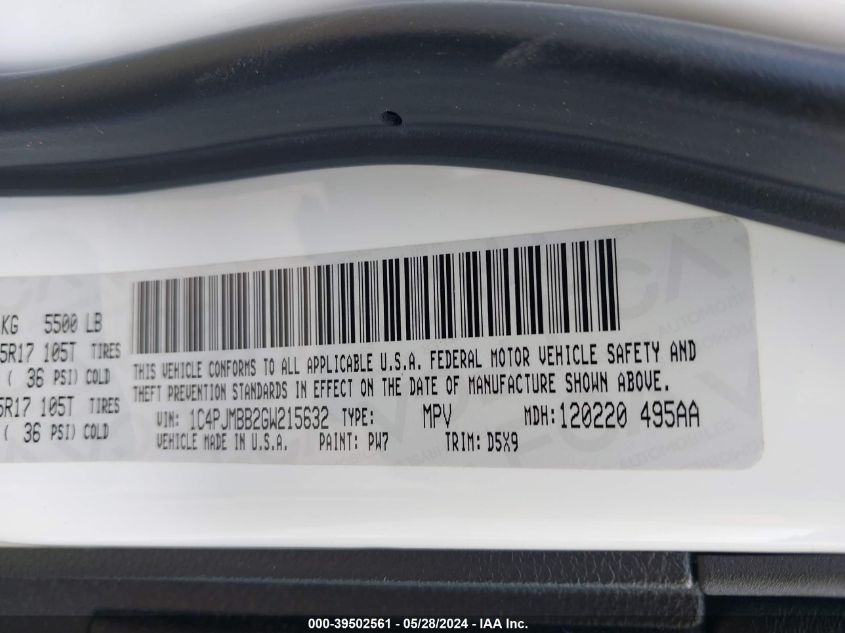 KG 5500 LB
5R17 105T TIRES
( 36 PSI) COLD
5R17 105T TIRES
( 36 PSI) COLD
THIS VEHICLE CONFORMS TO ALL APPLICABLE U.S.A. FEDERAL MOTOR VEHICLE SAFETY AND
THEFT PREVENTION STANDARDS IN EFFECT ON THE DATE OF MANUFACTURE SHOWN ABOVE.
VIN: 1C4PJMBB2GW215632 TYPE: MPV MDH:120220 495AA
VEHICLE MADE IN U.S.A. PAINT: PW7 TRIM: D5X9
000-39502561 - 05/28/2024 - IAA Inc.